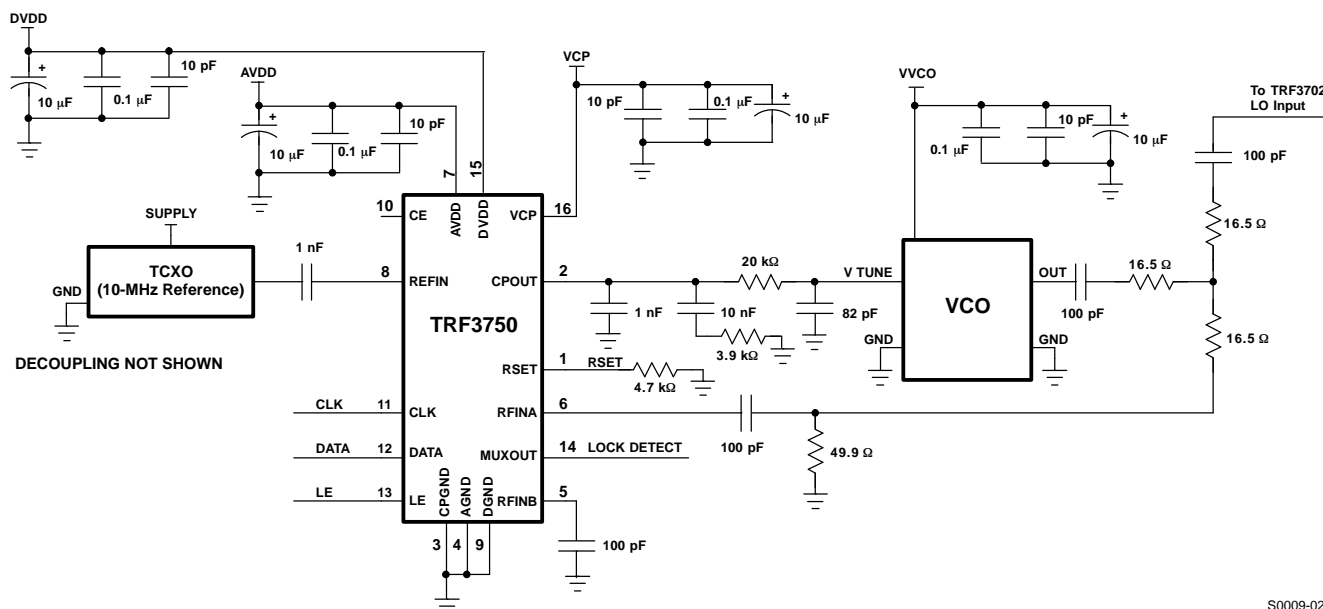 DVDD
+
10 μF
0.1 μF
10 pF
AVDD
+
10 μF
0.1 μF
10 pF
VCP
10 pF
0.1 μF
+
10 μF
VVCO
0.1 μF
10 pF
+
10 μF
To TRF3702
LO Input
100 pF
16.5 Ω
7
15
10
CE
AVDD
DVDD
VCP
16
SUPPLY
TCXO
(10-MHz Reference)
GND
1 nF
8
REFIN
CPOUT
2
20 kΩ
V TUNE
OUT
16.5 Ω
100 pF
VCO
GND
GND
16.5 Ω
TRF3750
1 nF
10 nF
82 pF
3.9 kΩ
DECOUPLING NOT SHOWN
RSET
1
RSET
4.7 kΩ
CLK
11
CLK
RFINA
6
100 pF
49.9 Ω
DATA
12
DATA
MUXOUT
14
LOCK DETECT
LE
13
LE
CPGND
AGND
DGND
RFINB
5
100 pF
3
4
9
S0009-02